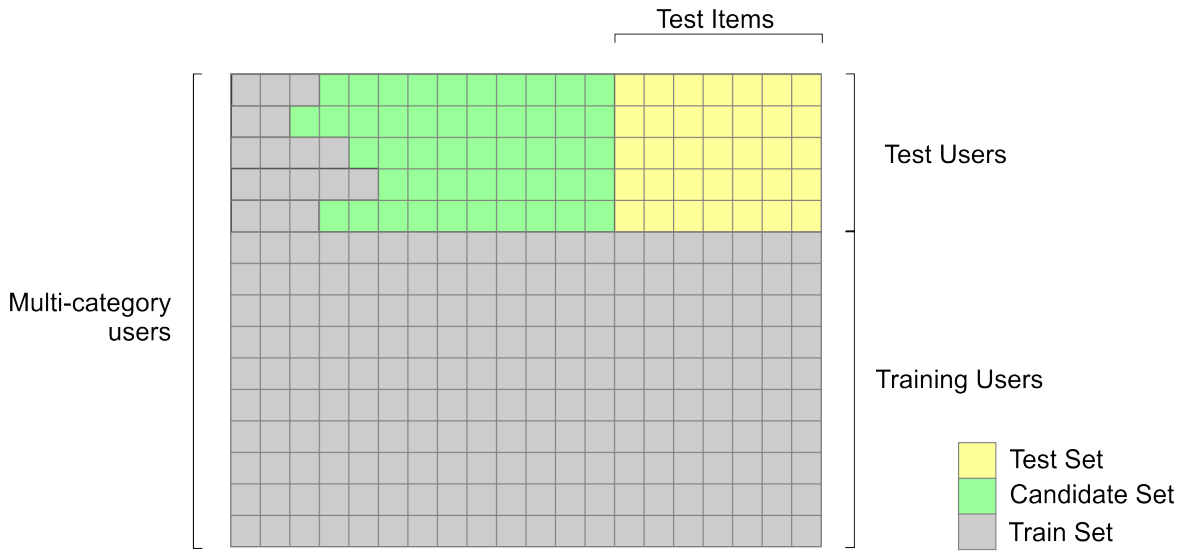 Test Items
Test Users
Multi-category
users
Training Users
Test Set
Candidate Set
Train Set